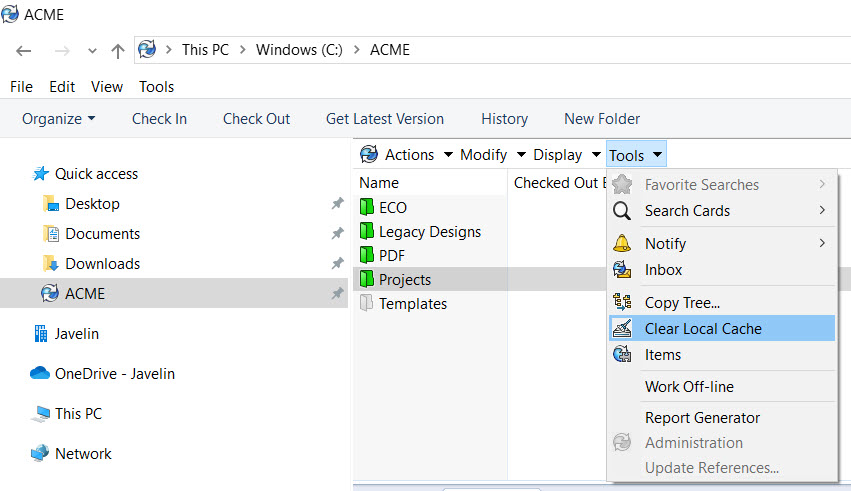 ACME
This PC > Windows (C:) > ACME
File Edit View Tools
Organize Check In Check Out Get Latest Version History New Folder
Actions Modify Display Tools
Quick access
Desktop
Documents
Downloads
ACME
Javelin
OneDrive - Javelin
This PC
Network
Name Checked Out
ECO
Legacy Designs
PDF
Projects
Templates
Favorite Searches
Search Cards
Notify
Inbox
Copy Tree...
Clear Local Cache
Items
Work Off-line
Report Generator
Administration
Update References...